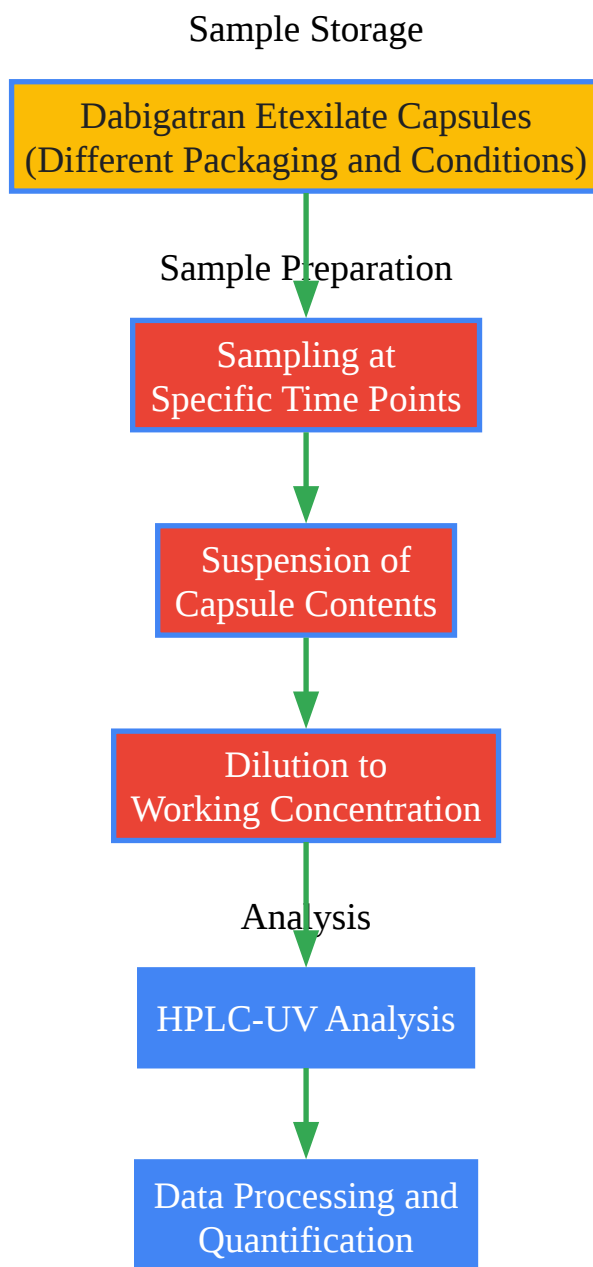 Sample Storage
Dabigatran Etexilate Capsules
(Different Packaging and Conditions)
Sample Preparation
Sampling at
Specific Time Points
Suspension of
Capsule Contents
Dilution to
Working Concentration
Analysis
HPLC-UV Analysis
Data Processing and
Quantification